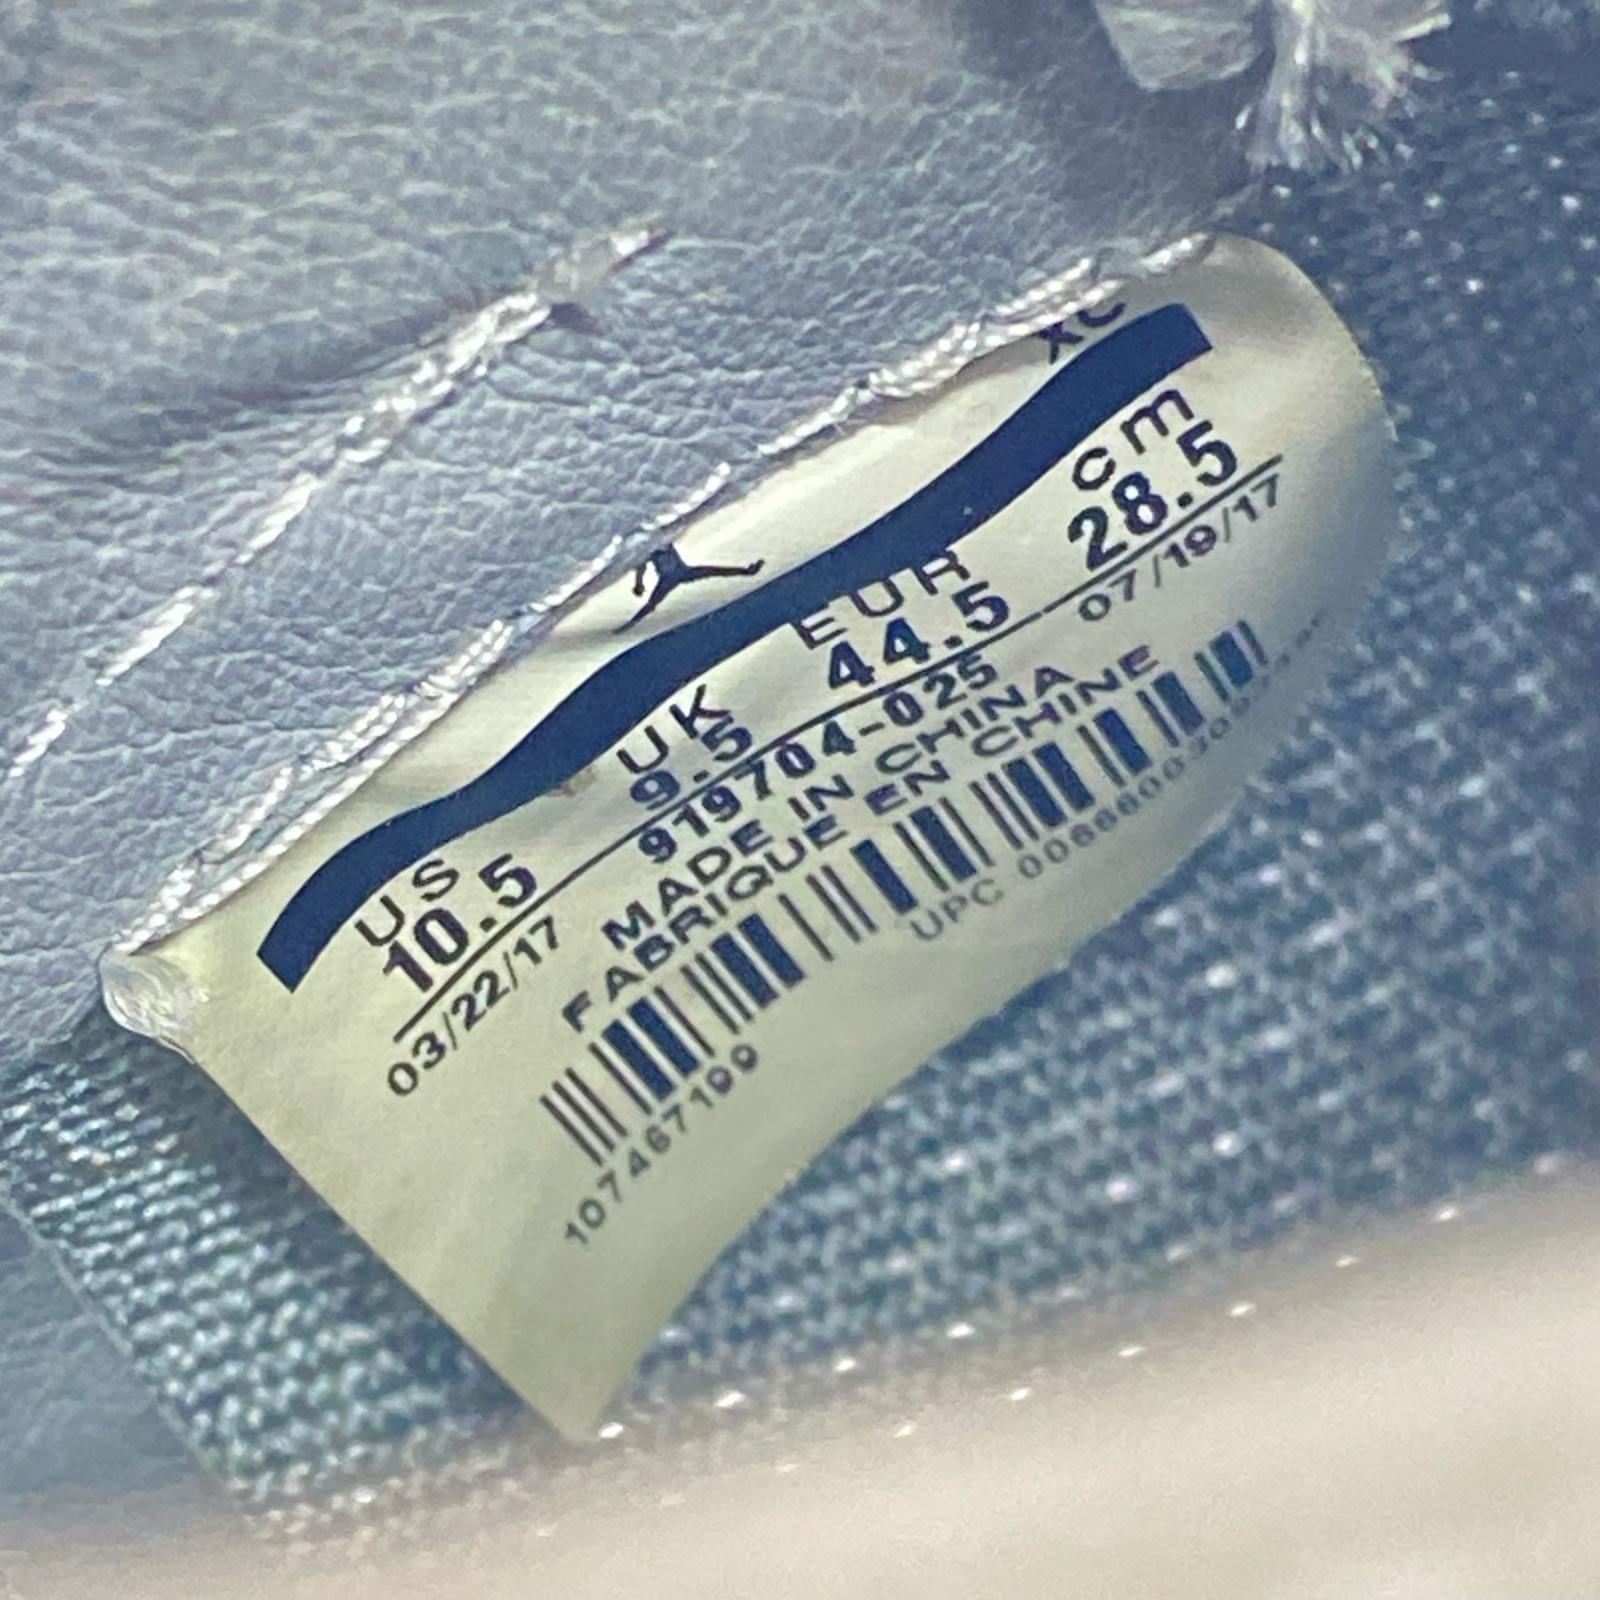 XC
US UK EUR cm
10.5 9.5 44.5 28.5
03/22/17 919704-025 07/19/17
MADE IN CHINA
FABRIQUE EN CHINE
107467199 UPC